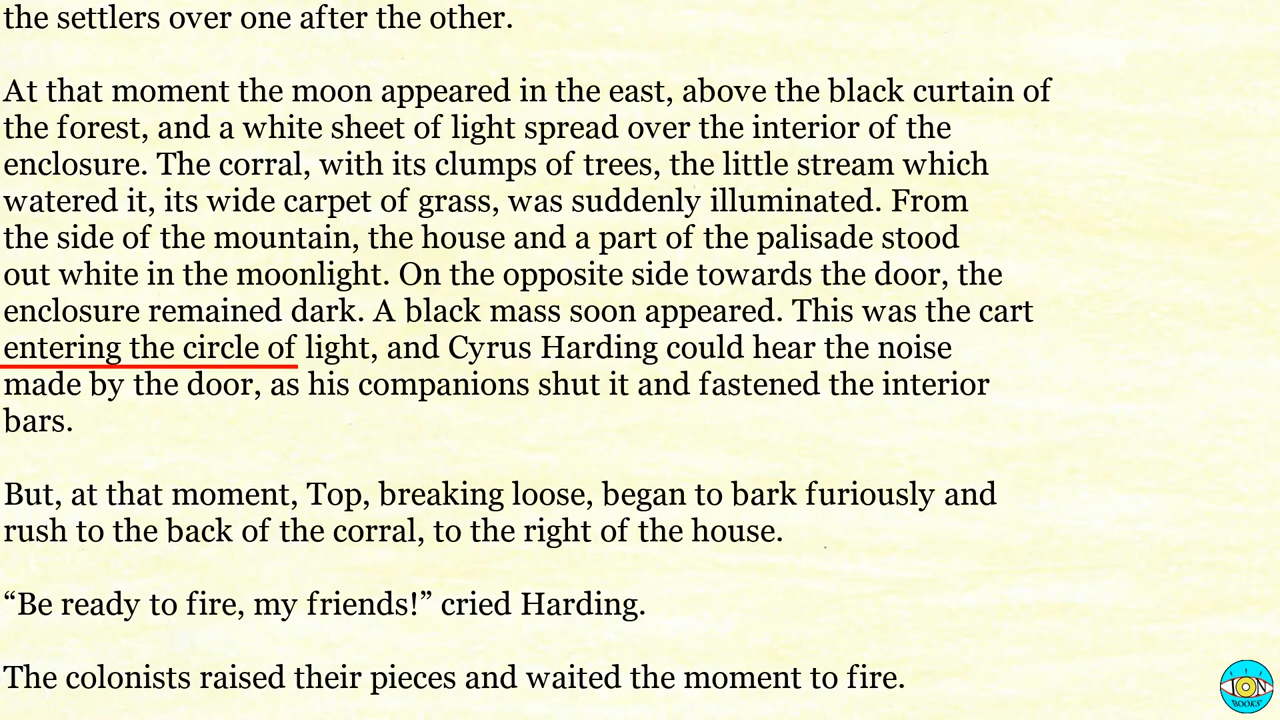 the settlers over one after the other.
At that moment the moon appeared in the east, above the black curtain of
the forest, and a white sheet of light spread over the interior of the
enclosure. The corral, with its clumps of trees, the little stream which
watered it, its wide carpet of grass, was suddenly illuminated. From
the side of the mountain, the house and a part of the palisade stood
out white in the moonlight. On the opposite side towards the door, the
enclosure remained dark. A black mass soon appeared. This was the cart
entering the circle of light, and Cyrus Harding could hear the noise
made by the door, as his companions shut it and fastened the interior
bars.
But, at that moment, Top, breaking loose, began to bark furiously and
rush to the back of the corral, to the right of the house.
“Be ready to fire, my friends!” cried Harding.
The colonists raised their pieces and waited the moment to fire.
ION
BOOKS